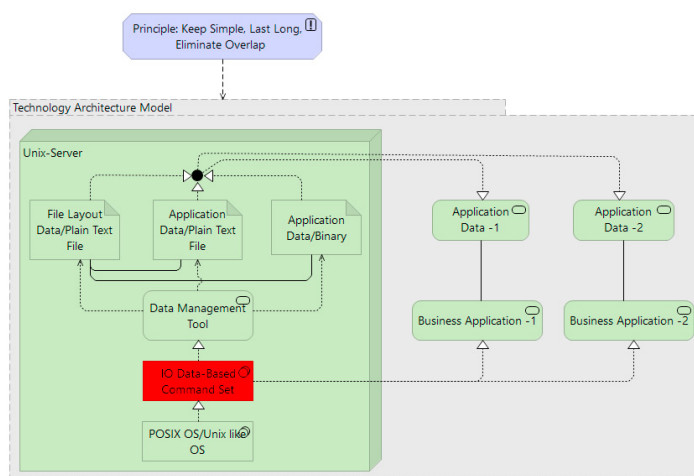 Principle: Keep Simple, Last Long,
Eliminate Overlap
Technology Architecture Model
Unix-Server
File Layout
Data/Plain Text
File
Application
Data/Plain Text
File
Application
Data/Binary
Application
Data -1
Application
Data -2
Data Management
Tool
Business Application -1
Business Application -2
IO Data-Based
Command Set
POSIX OS/Unix like
OS